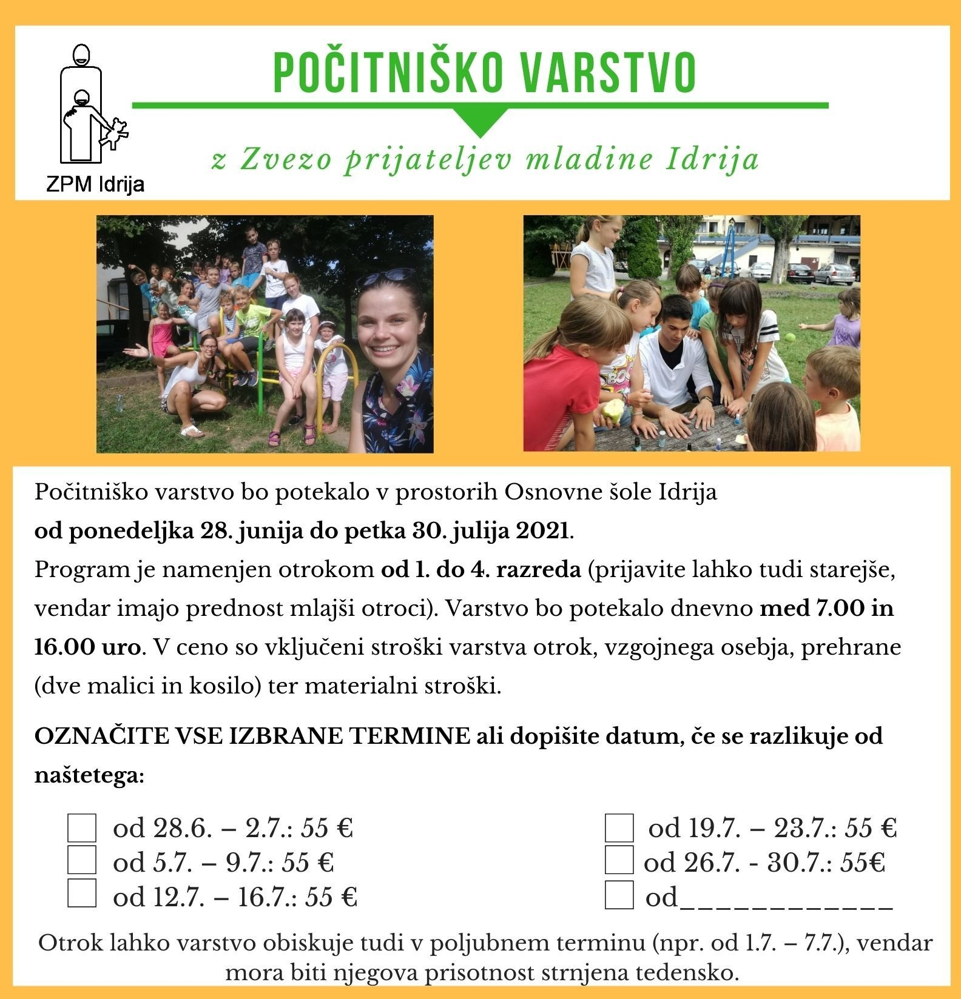 POČITNIŠKO VARSTVO
z Zvezo prijateljev mladine Idrija
ZPM Idrija
Počitniško varstvo bo potekalo v prostorih Osnovne šole Idrija
od ponedeljka 28. junija do petka 30. julija 2021.
Program je namenjen otrokom od 1. do 4. razreda (prijavite lahko tudi starejše,
vendar imajo prednost mlajši otroci). Varstvo bo potekalo dnevno med 7.00 in
16.00 uro. V ceno so vključeni stroški varstva otrok, vzgojnega osebja, prehrane
(dve malici in kosilo) ter materialni stroški.
OZNAČITE VSE IZBRANE TERMINE ali dopišite datum, če se razlikuje od
naštetega:
od 28.6. – 2.7.: 55 €
od 5.7. – 9.7.: 55 €
od 12.7. – 16.7.: 55 €
od 19.7. – 23.7.: 55 €
od 26.7. - 30.7.: 55€
od____________
Otrok lahko varstvo obiskuje tudi v poljubnem terminu (npr. od 1.7. – 7.7.), vendar
mora biti njegova prisotnost strnjena tedensko.